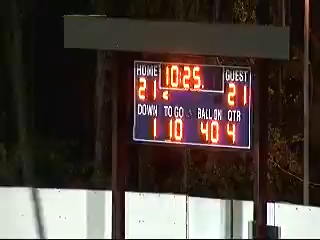 HOME 10:25 GUEST
21 21
DOWN TO GO BALL ON QTR
1 10 40 4